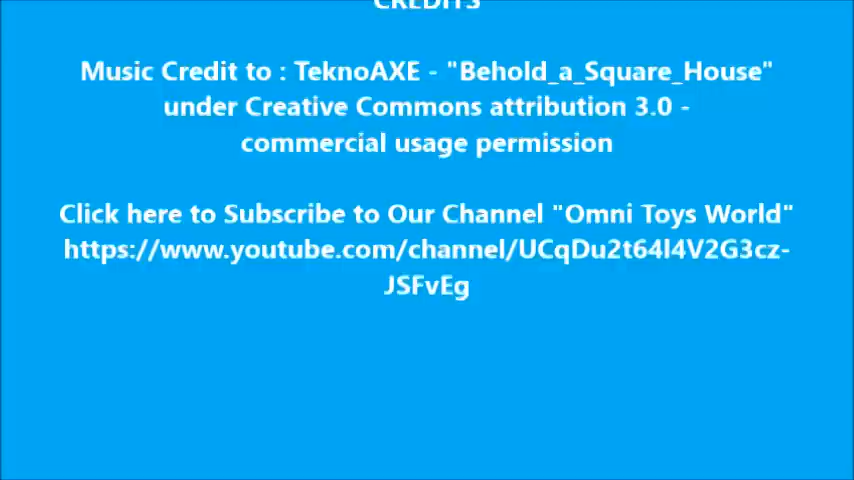 CREDITS
Music Credit to : TeknoAXE - "Behold_a_Square_House"
under Creative Commons attribution 3.0 -
commercial usage permission
Click here to Subscribe to Our Channel "Omni Toys World"
https://www.youtube.com/channel/UCqDu2t64l4V2G3cz-
JSFvEg